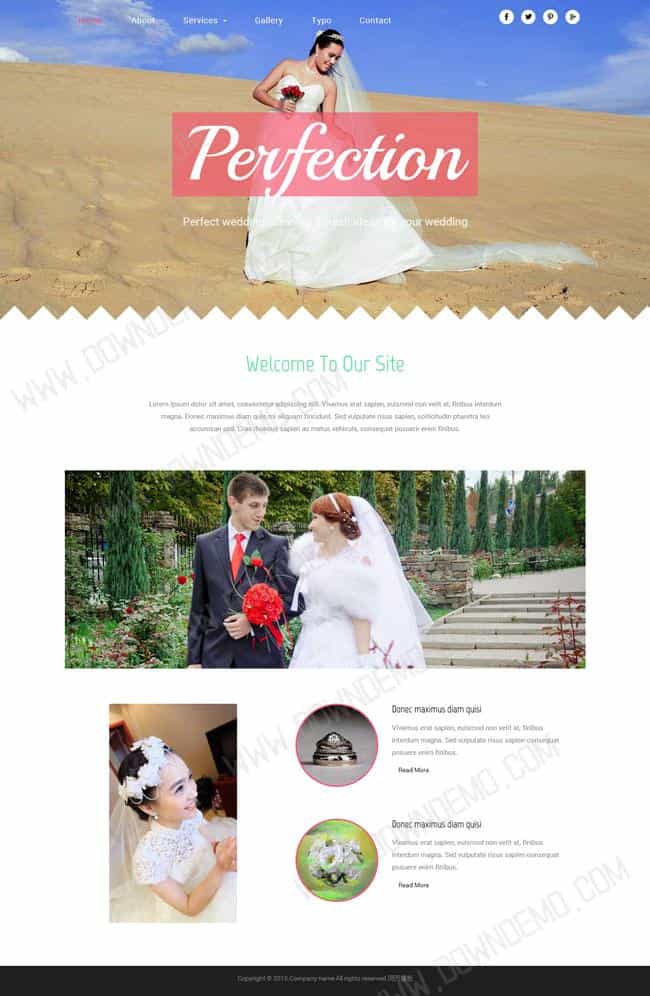 Home About Services Gallery Typo Contact
Perfection
Perfect wedding your wedding
Welcome To Our Site
Lorem ipsum dolor sit amet, consectetur adipiscing elit. Vivamus erat sapien, euismod non velit at, finibus interdum
magna. Donec maximus diam quis mi aliquam tincidunt. Sed vulputate risus sapien, sollicitudin pharetra leo
accumsan sed. Cras rhoncus sapien ac metus vehicula, consequat posuere enim finibus.
Donec maximus diam quisi
Vivamus erat sapien, euismod non velit at, finibus
interdum magna. Sed vulputate risus sapien consequat
posuere enim finibus.
Read More
Donec maximus diam quisi
Vivamus erat sapien, euismod non velit at, finibus
interdum magna. Sed vulputate risus sapien consequat
posuere enim finibus.
Read More
Copyright © 2015.Company name All rights reserved.
WWW.DOWNDEMO.COM
WWW.DOWNDEMO.COM
WWW.DOWNDEMO.COM
WWW.DOWNDEMO.COM